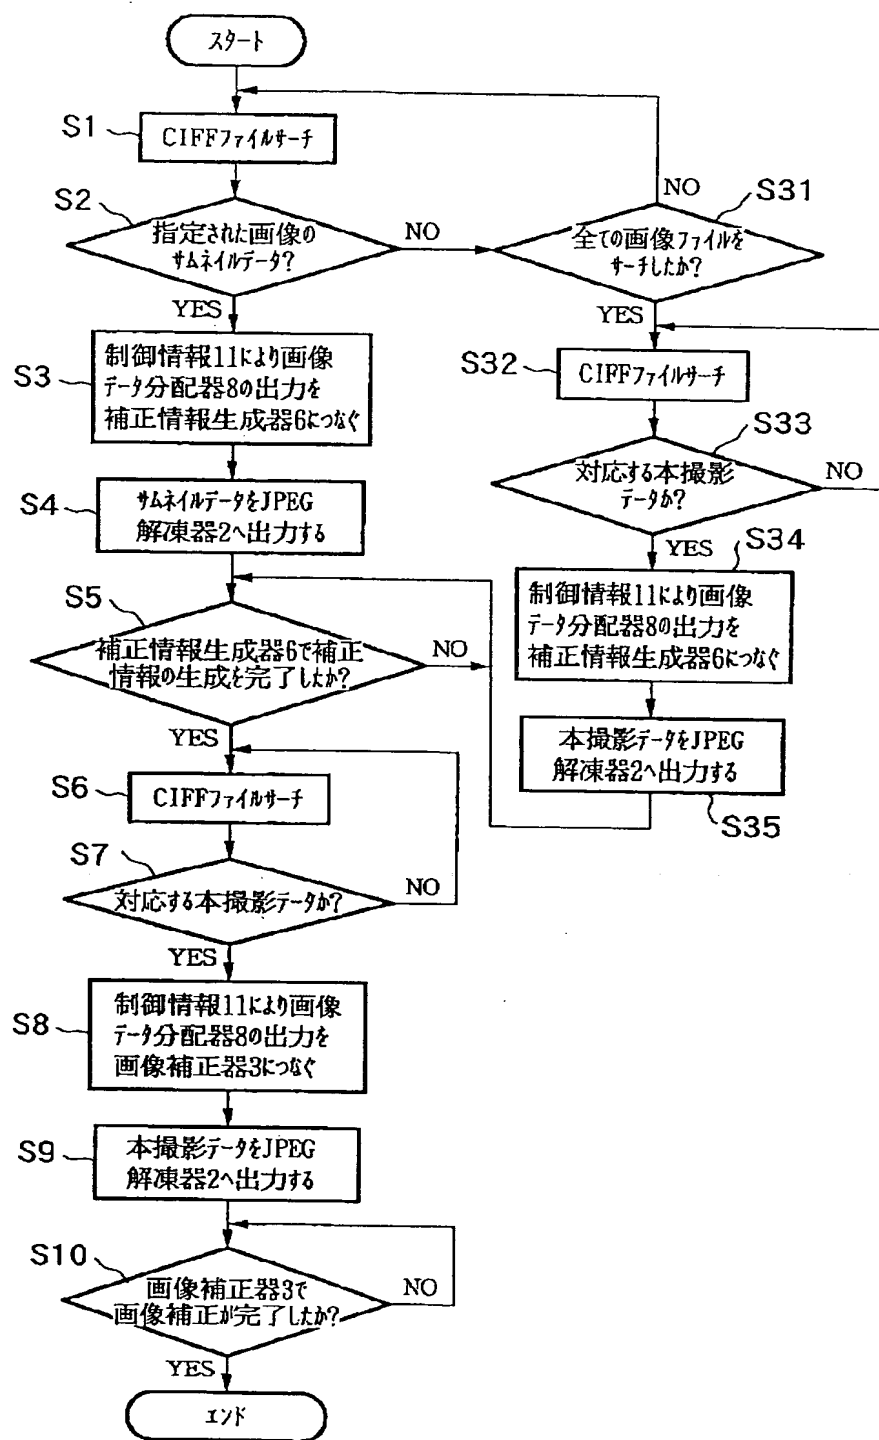 スタート
S1
CIFFファイルサーチ
S2
指定された画像の
サムネイルデータ?
NO
YES
S31
全ての画像ファイルを
サーチしたか?
NO
YES
S3
制御情報11により画像
データ分配器8の出力を
補正情報生成器6につなぐ
S32
CIFFファイルサーチ
S33
対応する本撮影
データか?
NO
YES
S4
サムネイルデータをJPEG
解凍器2へ出力する
S34
制御情報11により画像
データ分配器8の出力を
補正情報生成器6につなぐ
S5
補正情報生成器6で補正
情報の生成を完了したか?
NO
YES
本撮影データをJPEG
解凍器2へ出力する
S35
S6
CIFFファイルサーチ
S7
対応する本撮影データか?
NO
YES
S8
制御情報11により画像
データ分配器8の出力を
画像補正器3につなぐ
S9
本撮影データをJPEG
解凍器2へ出力する
S10
画像補正器3で
画像補正が完了したか?
NO
YES
エンド